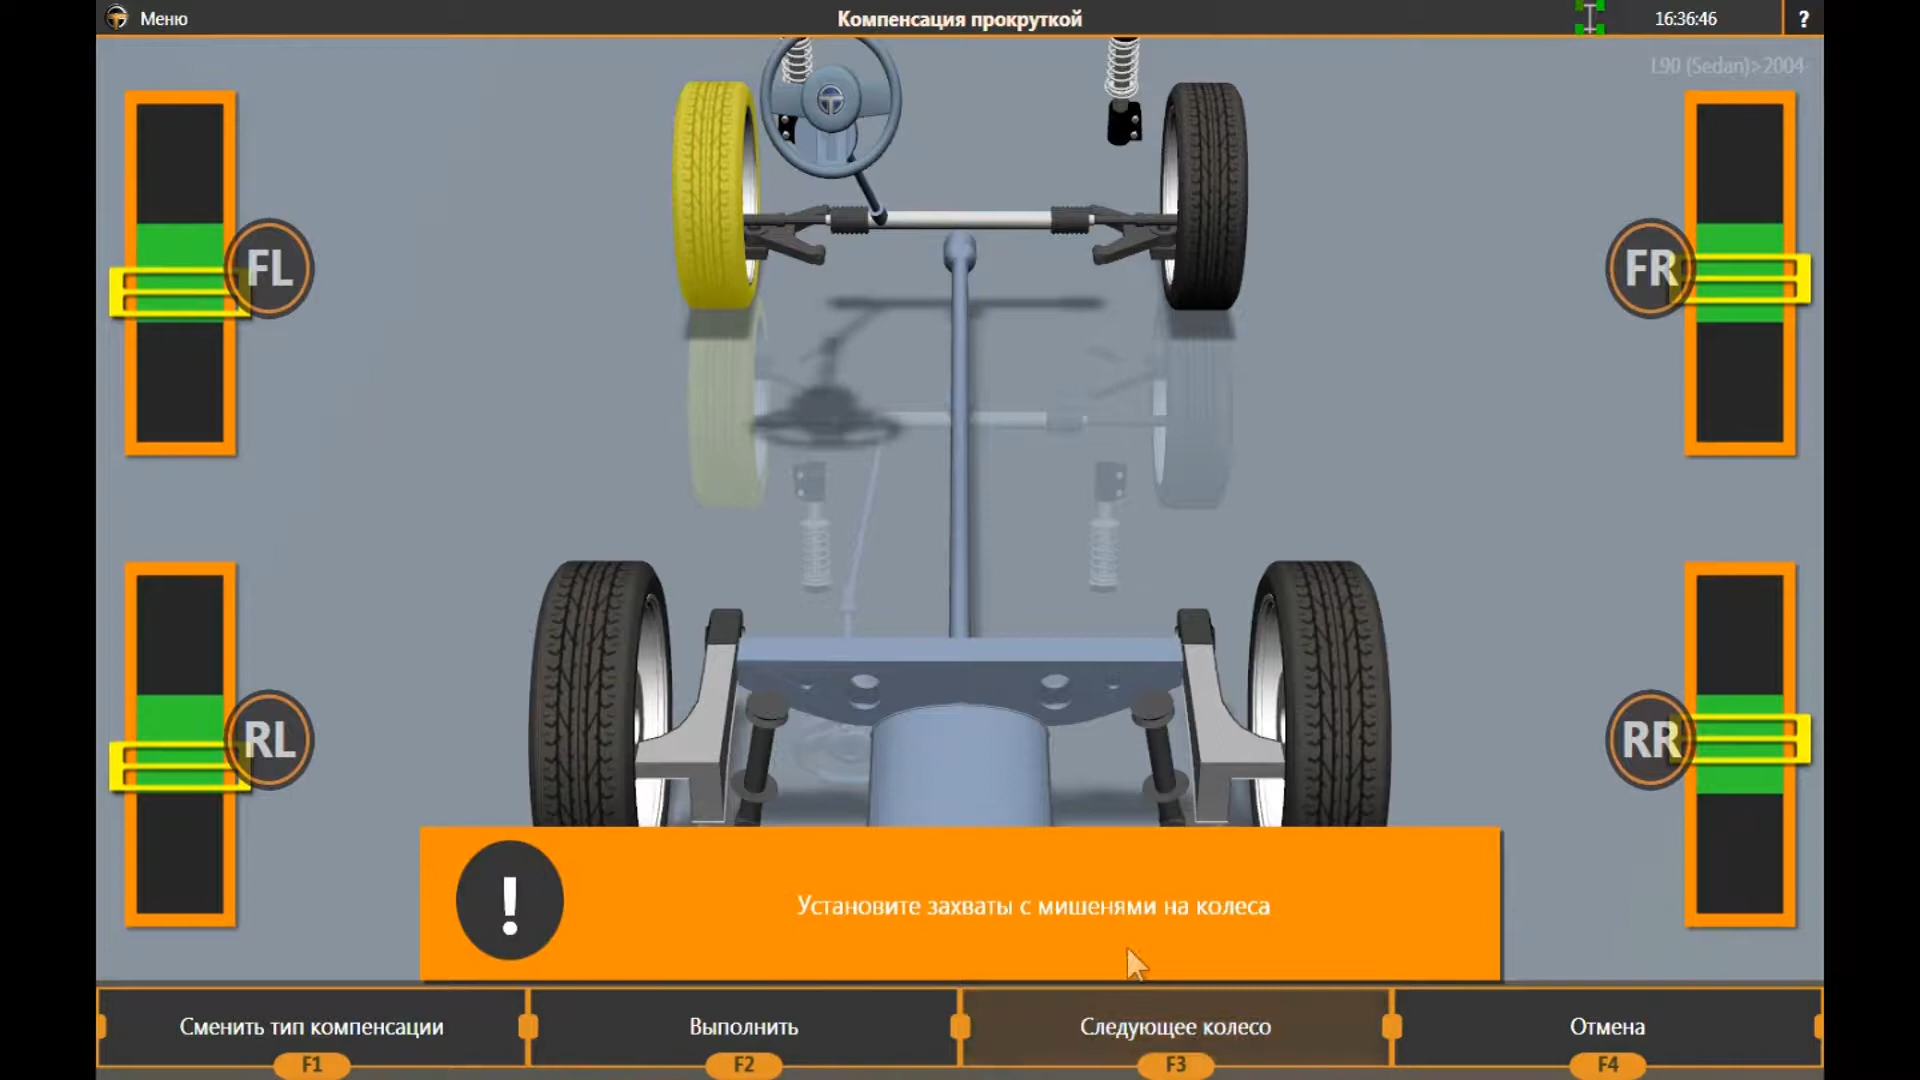 Меню
Компенсация прокруткой
16:36:46
?
L90 (Sedan)>2004-
FL
FR
RL
RR
!
Установите захваты с мишенями на колеса
Сменить тип компенсации
Выполнить
Следующее колесо
Отмена
F1
F2
F3
F4